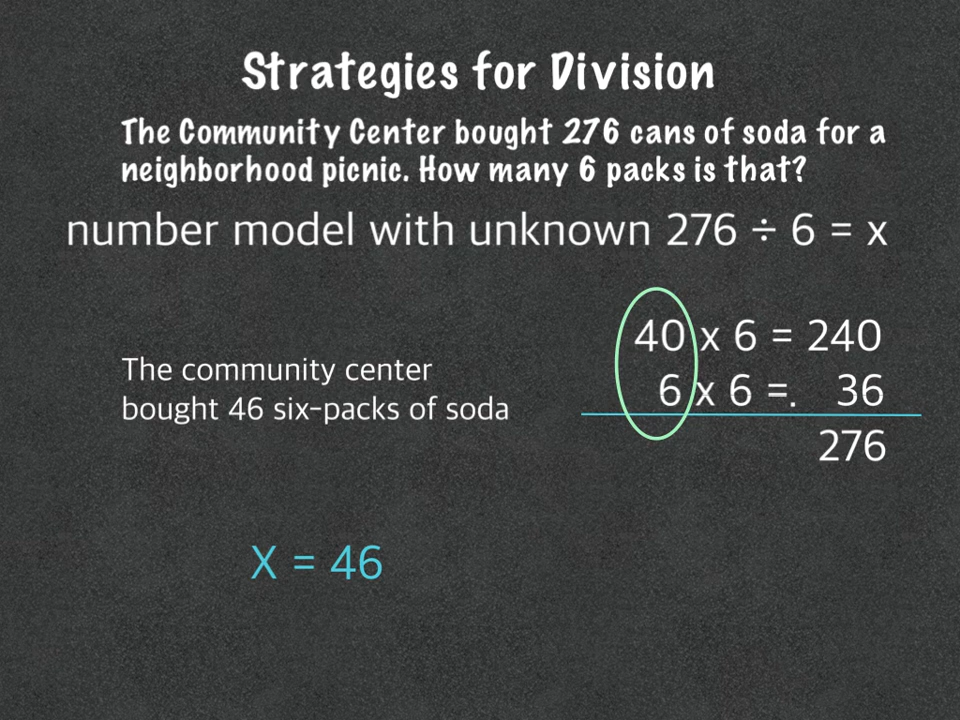 Strategies for Division
The Community Center bought 276 cans of soda for a
neighborhood picnic. How many 6 packs is that?
number model with unknown 276 ÷ 6 = x
40 x 6 = 240
6 x 6 =. 36
276
The community center
bought 46 six-packs of soda
X = 46